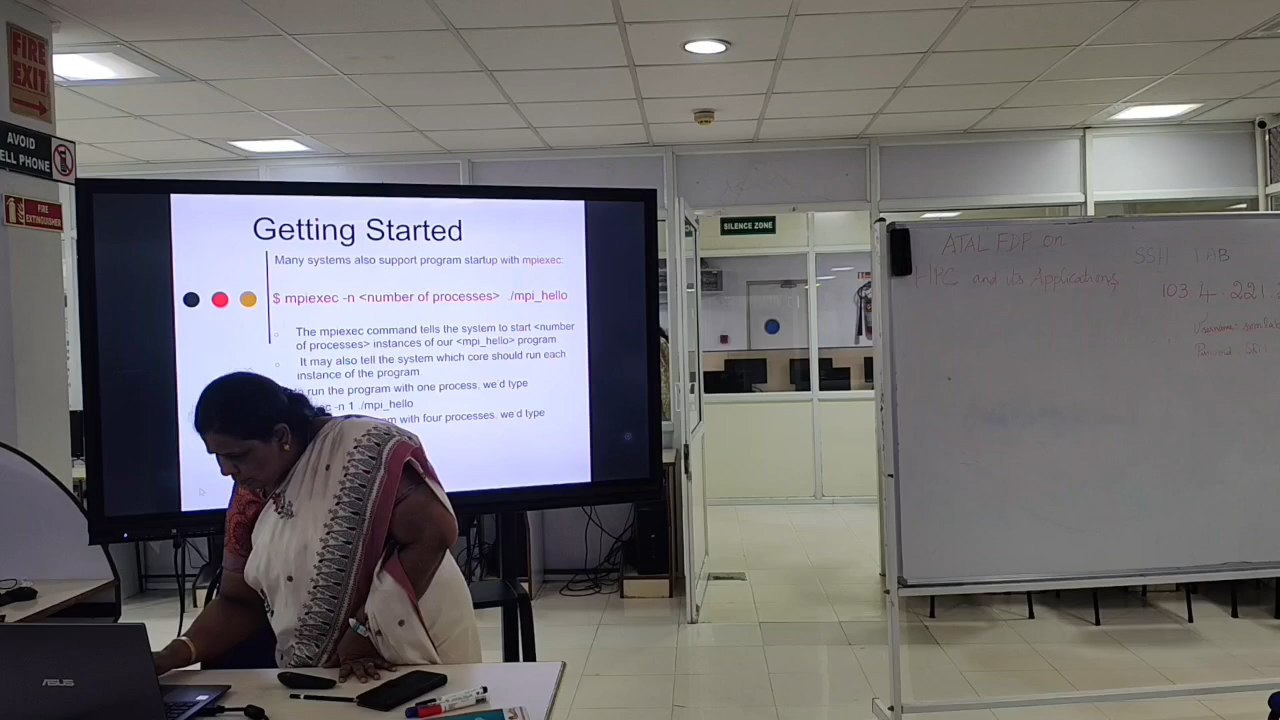 FIRE
EXIT
AVOID
ELL PHONE
FIRE
EXTINGUISHER
Getting Started
Many systems also support program startup with mpiexec:
$ mpiexec -n <number of processes> ./mpi_hello
The mpiexec command tells the system to start <number
of processes> instances of our <mpi_hello> program
It may also tell the system which core should run each
instance of the program
run the program with one process, we'd type
-n 1 ./mpi_hello
with four processes, we'd type
SILENCE ZONE
ATAL FDP on
HPC and its Applications
SSH LAB
103.4.221.
ASUS